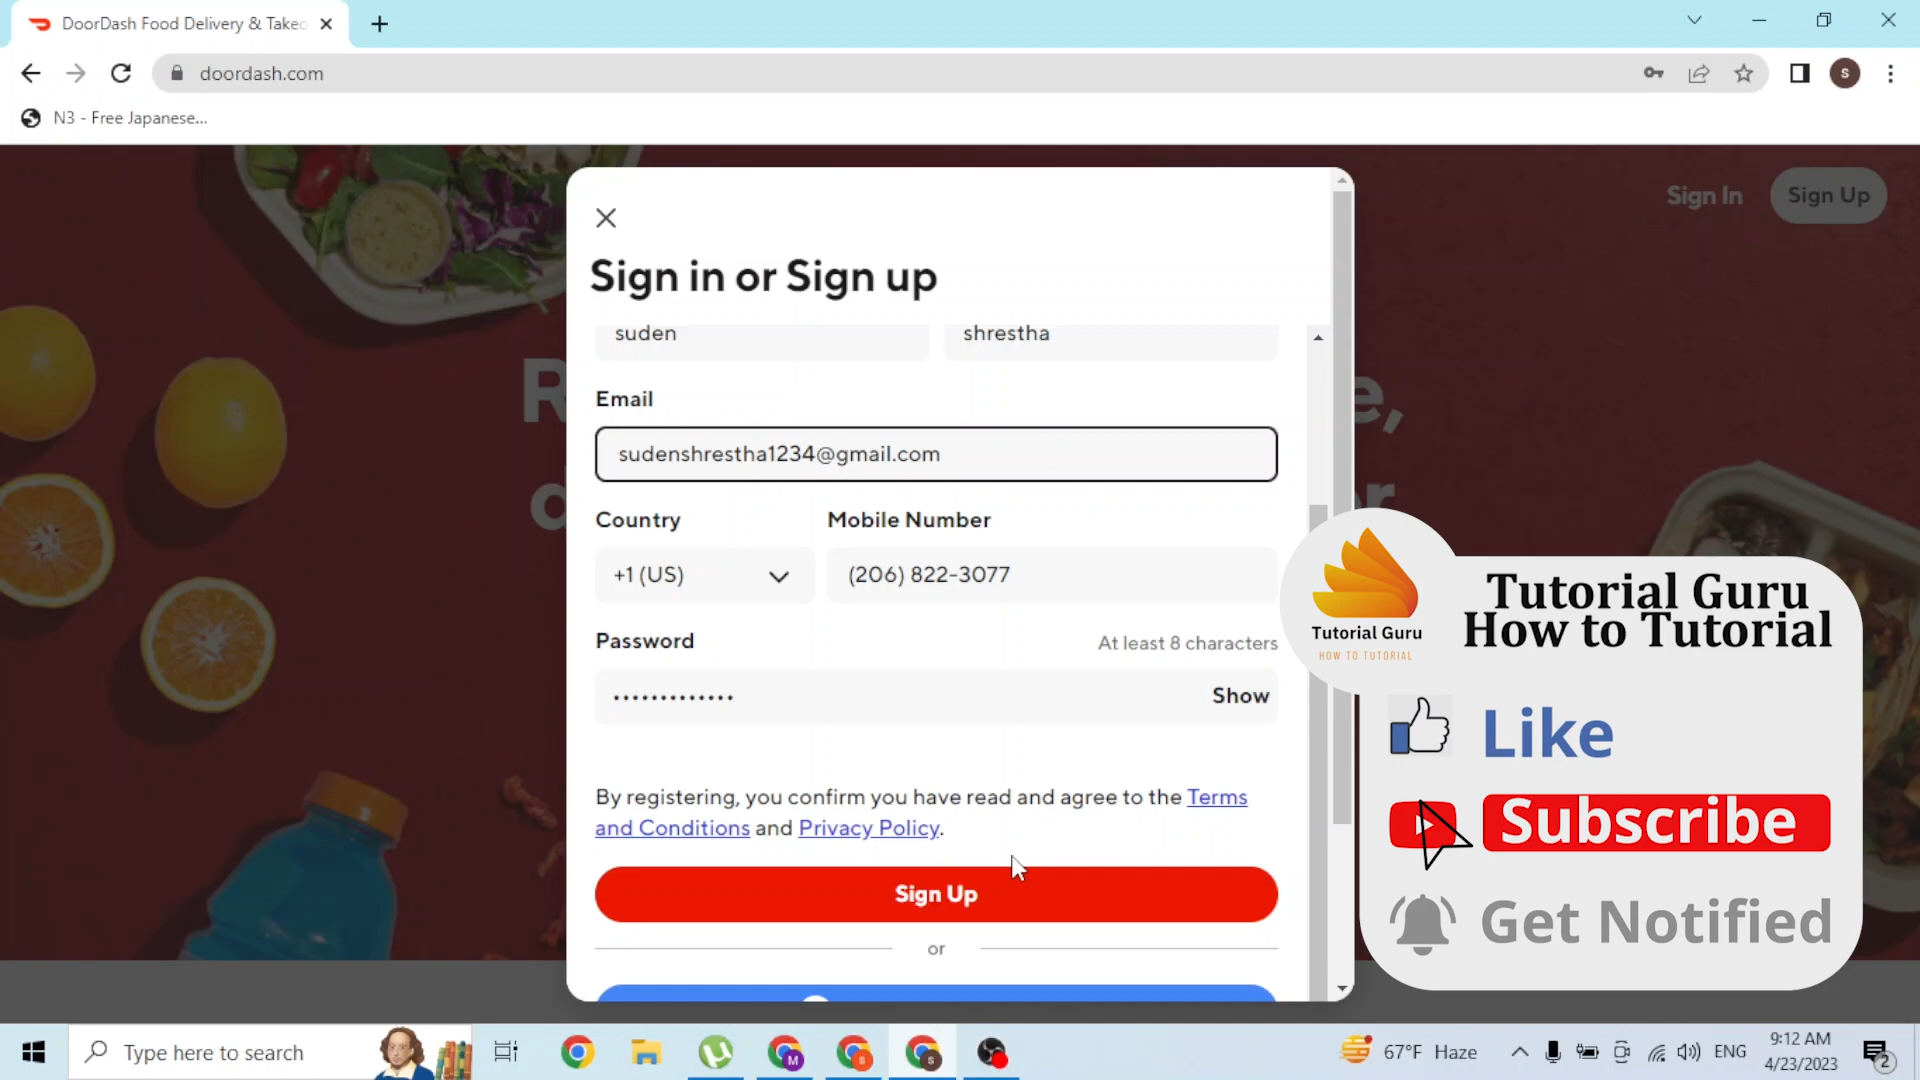 DoorDash Food Delivery & Takeo
doordash.com
S
N3 - Free Japanese...
Sign In
Sign Up
Sign in or Sign up
suden
shrestha
Email
sudenshrestha1234@gmail.com
Country
Mobile Number
+1 (US)
(206) 822-3077
Password
At least 8 characters
•••••••••••••
Show
By registering, you confirm you have read and agree to the Terms
and Conditions and Privacy Policy.
Sign Up
or
Tutorial Guru
HOW TO TUTORIAL
Tutorial Guru
How to Tutorial
Like
Subscribe
Get Notified
Type here to search
M
S
S
67°F Haze
ENG
9:12 AM
4/23/2023
2